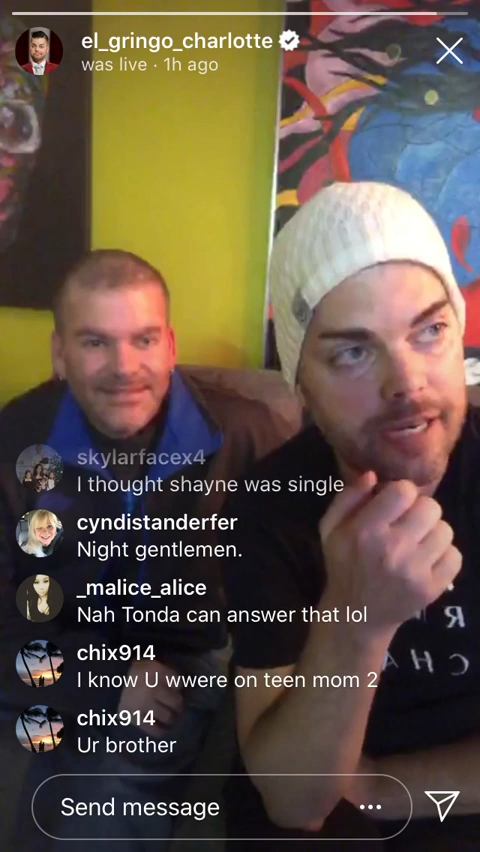 el_gringo_charlotte
was live · 1h ago
skylarfacex4
I thought shayne was single
cyndistanderfer
Night gentlemen.
_malice_alice
Nah Tonda can answer that lol
chix914
I know U wwere on teen mom 2
chix914
Ur brother
Send message